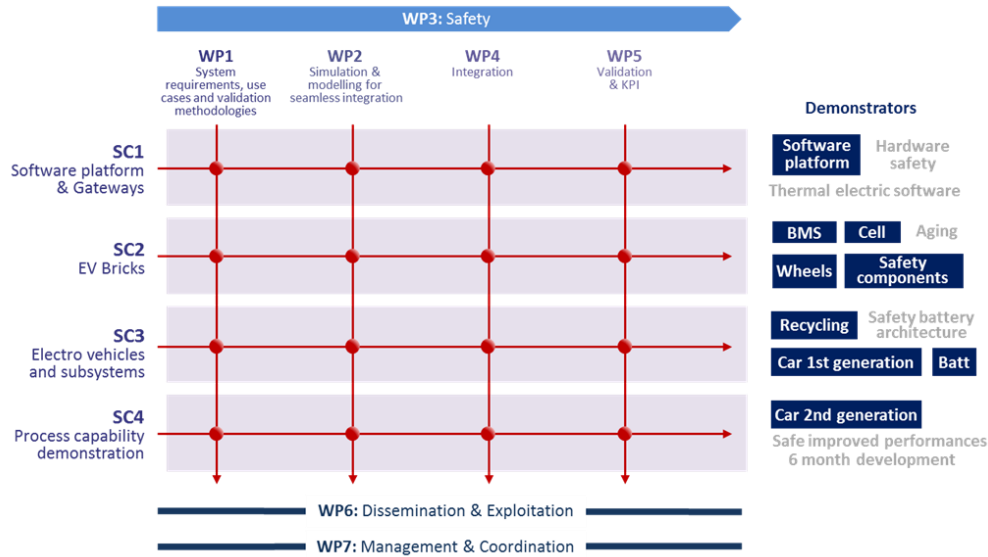 WP3: Safety
WP1
System
requirements, use
cases and validation
methodologies
WP2
Simulation &
modelling for
seamless integration
WP4
Integration
WP5
Validation
& KPI
Demonstrators
SC1
Software platform
& Gateways
Software
platform
Hardware
safety
Thermal electric software
SC2
EV Bricks
BMS
Cell
Aging
Wheels
Safety
components
SC3
Electro vehicles
and subsystems
Recycling
Safety battery
architecture
Car 1st generation
Batt
SC4
Process capability
demonstration
Car 2nd generation
Safe improved performances
6 month development
WP6: Dissemination & Exploitation
WP7: Management & Coordination